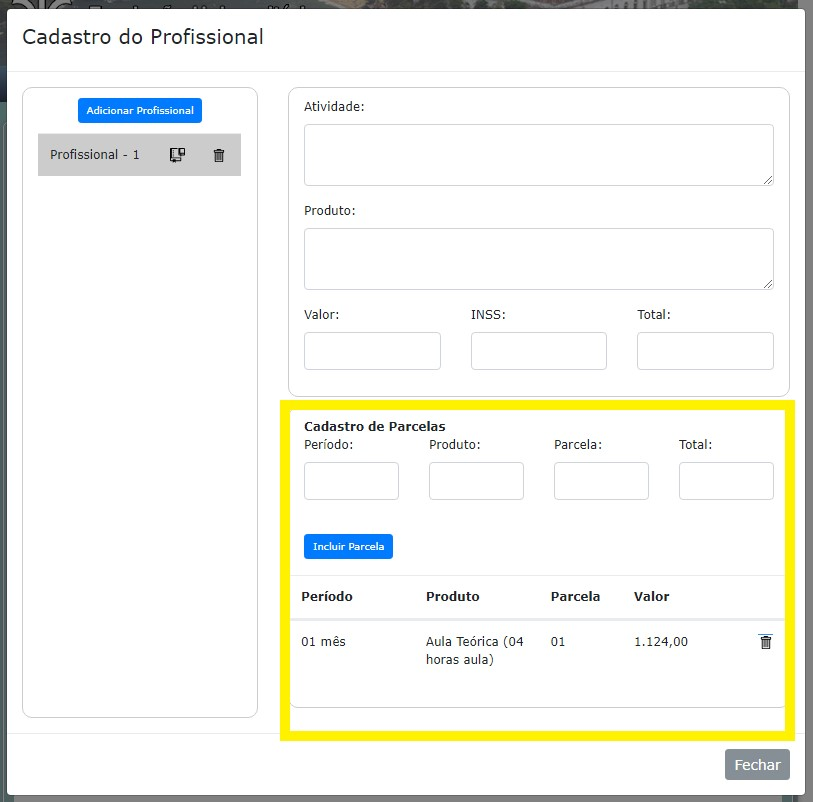 Cadastro do Profissional
Adicionar Profissional
Profissional - 1
Atividade:
Produto:
Valor: INSS: Total:
Cadastro de Parcelas
Período: Produto: Parcela: Total:
Incluir Parcela
Período Produto Parcela Valor
01 mês Aula Teórica (04 01 1.124,00
horas aula)
Fechar